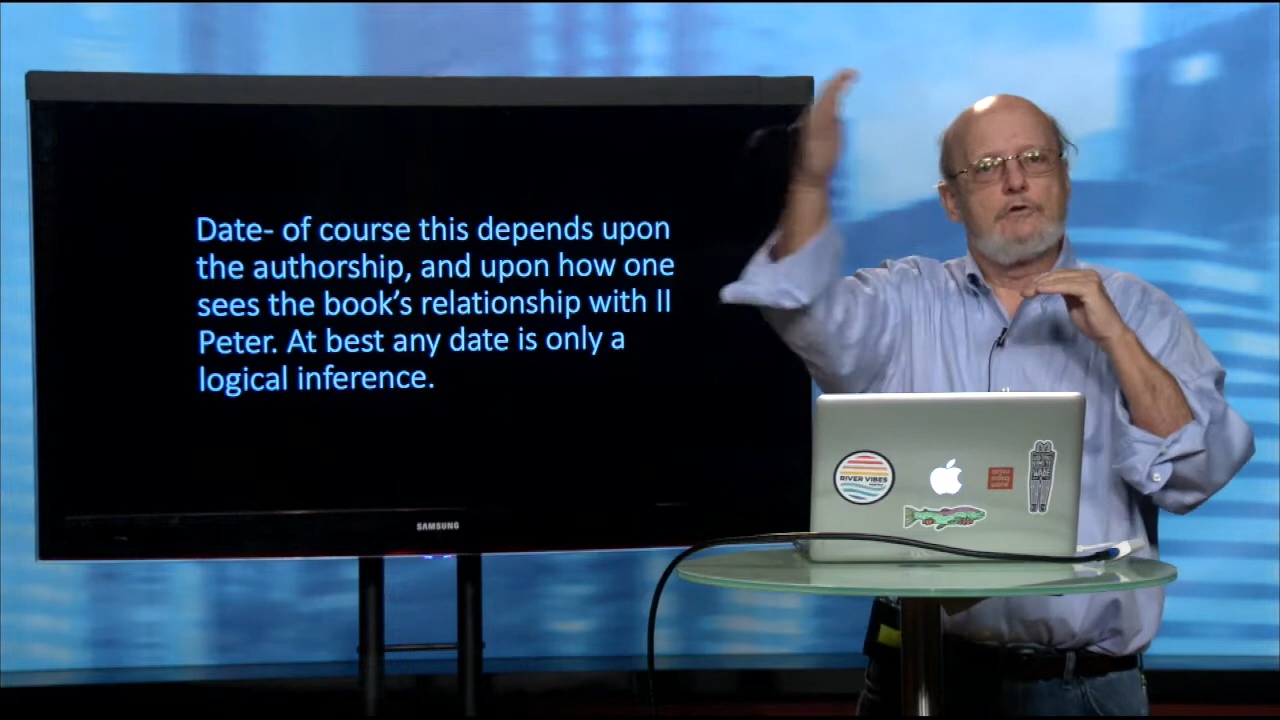 Date- of course this depends upon
the authorship, and upon how one
sees the book’s relationship with II
Peter. At best any date is only a
logical inference.
SAMSUNG
RIVER VIBES